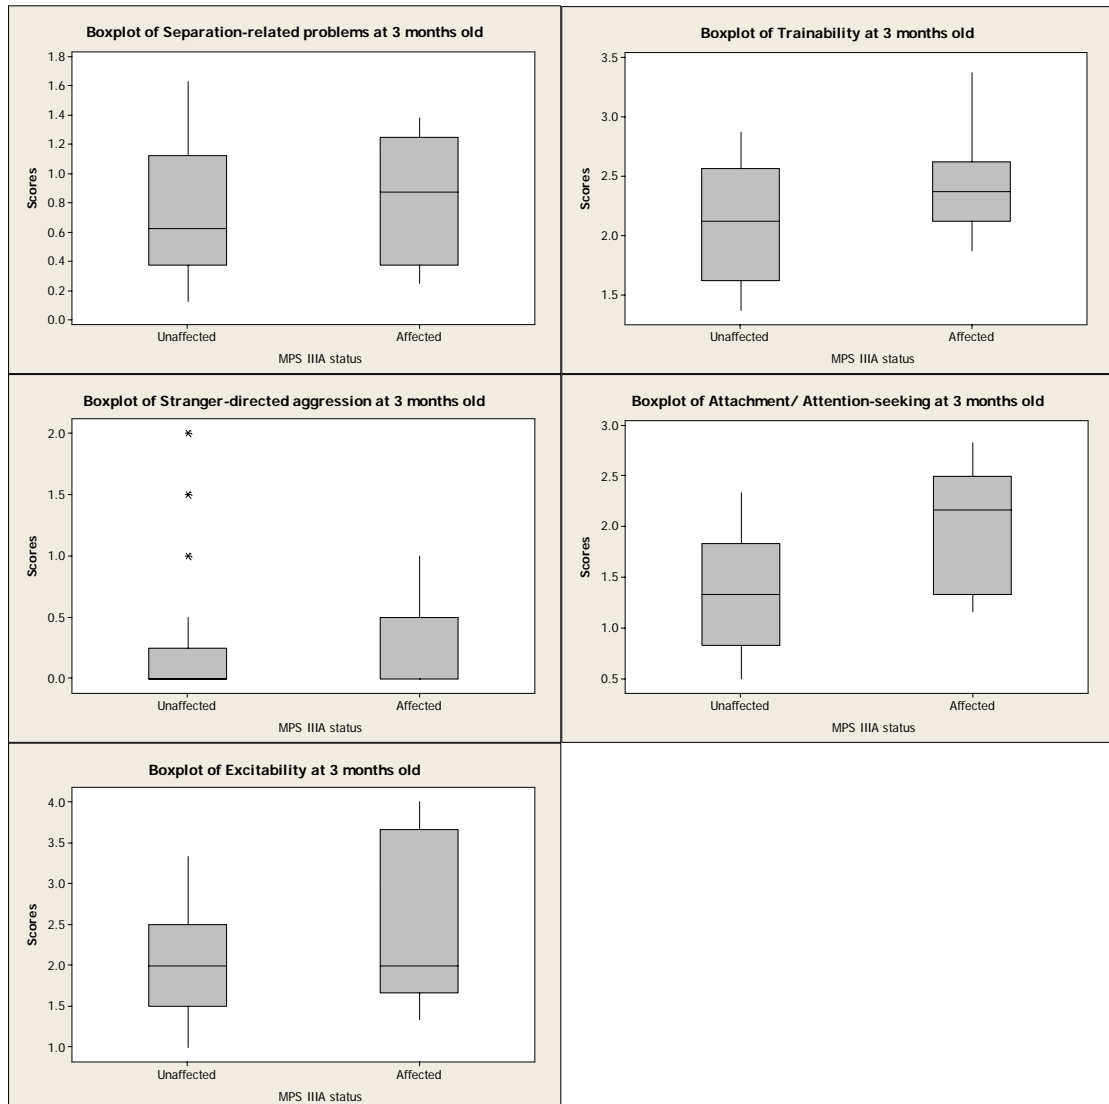 Boxplot of Separation-related problems at 3 months old
1.8
1.6
1.4
1.2
1.0
0.8
0.6
0.4
0.2
0.0
Scores
Unaffected Affected
MPS IIIA status
Boxplot of Trainability at 3 months old
3.5
3.0
2.5
2.0
1.5
Scores
Unaffected Affected
MPS IIIA status
Boxplot of Stranger-directed aggression at 3 months old
2.0
1.5
1.0
0.5
0.0
Scores
Unaffected Affected
MPS IIIA status
Boxplot of Attachment/ Attention-seeking at 3 months old
3.0
2.5
2.0
1.5
1.0
0.5
Scores
Unaffected Affected
MPS IIIA status
Boxplot of Excitability at 3 months old
4.0
3.5
3.0
2.5
2.0
1.5
1.0
Scores
Unaffected Affected
MPS IIIA status